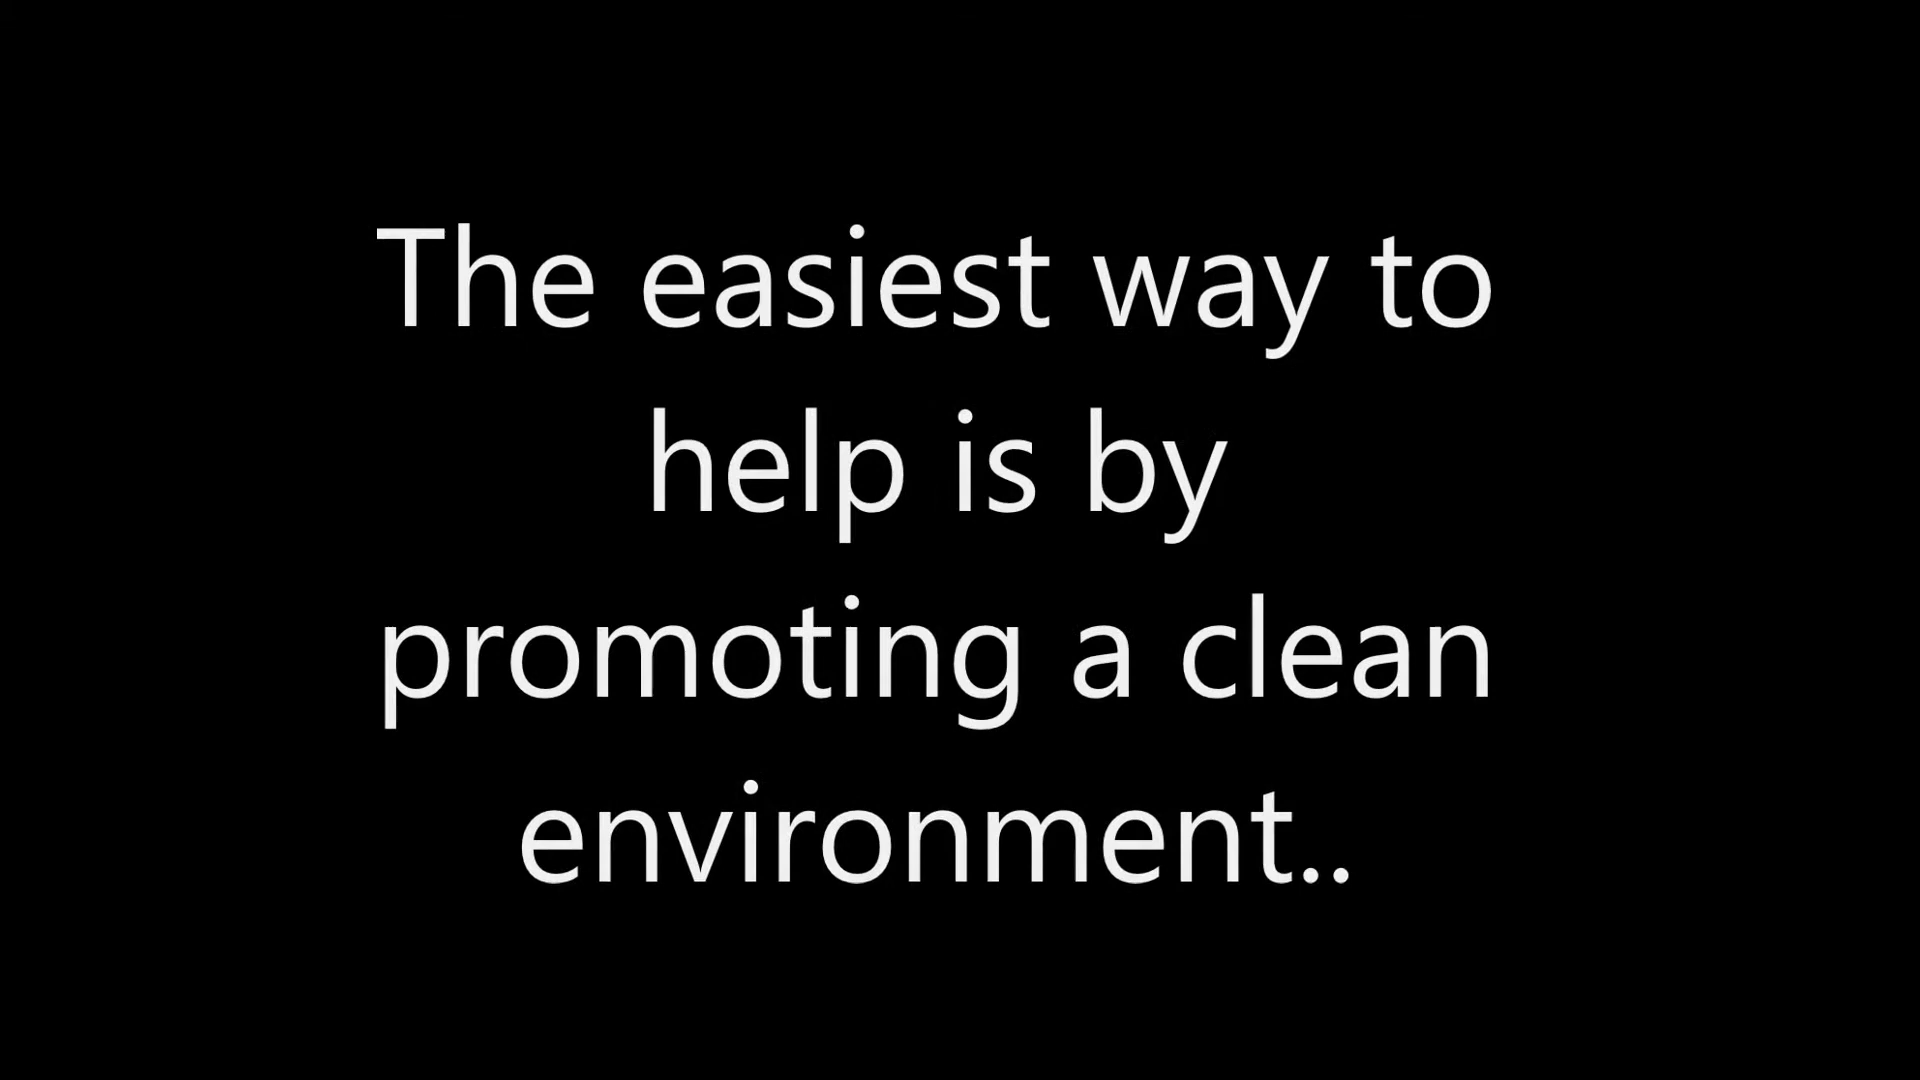 The easiest way to
help is by
promoting a clean
environment..